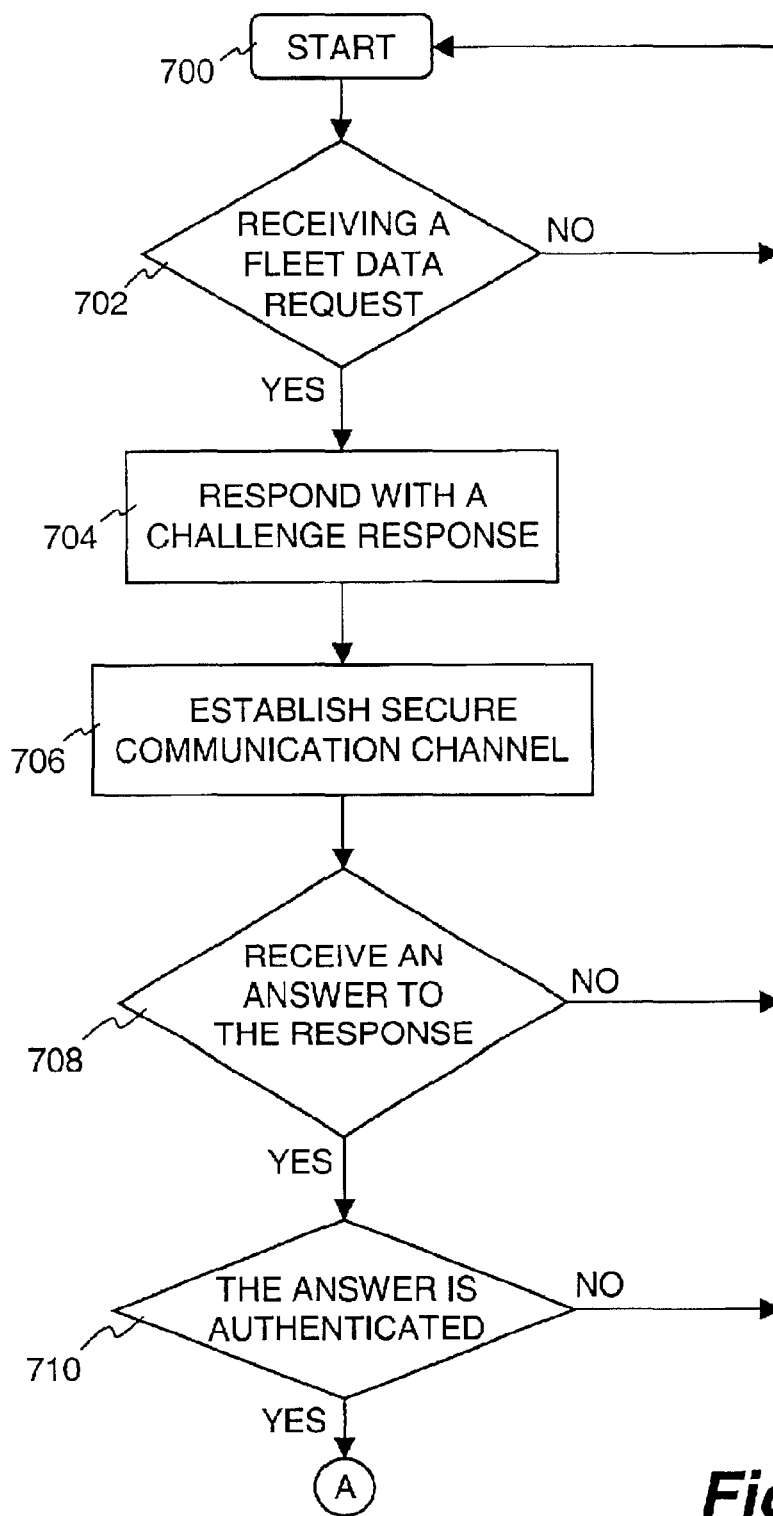 START
700
RECEIVING A
FLEET DATA
REQUEST
NO
702
YES
RESPOND WITH A
CHALLENGE RESPONSE
704
ESTABLISH SECURE
COMMUNICATION CHANNEL
706
RECEIVE AN
ANSWER TO
THE RESPONSE
NO
708
YES
THE ANSWER IS
AUTHENTICATED
NO
710
YES
A